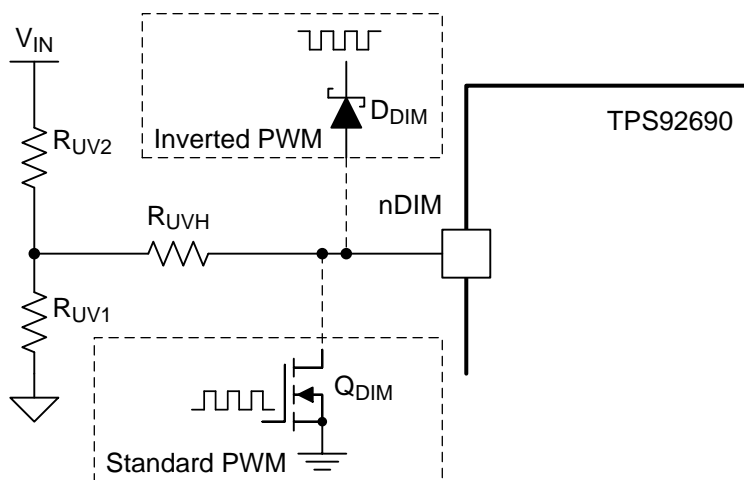 VIN
RUV2
DDIM
Inverted PWM
TPS92690
nDIM
RUVH
RUV1
QDIM
Standard PWM